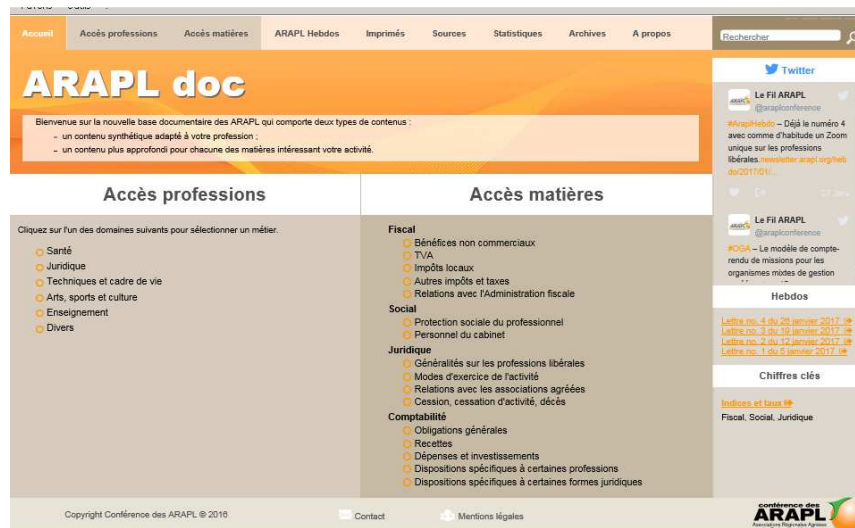 Accueil
Accès professions
Accès matières
ARAPL Hebdos
Imprimés
Sources
Statistiques
Archives
A propos
Rechercher
ARAPL doc
Bienvenue sur la nouvelle base documentaire des ARAPL qui comporte deux types de contenus :
- un contenu synthétique adapté à votre profession ;
- un contenu plus approfondi pour chacune des matières intéressant votre activité.
Accès professions
Cliquez sur l'un des domaines suivants pour sélectionner un métier.
Santé
Juridique
Techniques et cadre de vie
Arts, sports et culture
Enseignement
Divers
Accès matières
Fiscal
Bénéfices non commerciaux
TVA
Impôts locaux
Autres impôts et taxes
Relations avec l'Administration fiscale
Social
Protection sociale du professionnel
Personnel du cabinet
Juridique
Généralités sur les professions libérales
Modes d'exercice de l'activité
Relations avec les associations agréées
Cession, cessation d'activité, décès
Comptabilité
Obligations générales
Recettes
Dépenses et investissements
Dispositions spécifiques à certaines professions
Dispositions spécifiques à certaines formes juridiques
Twitter
Le Fil ARAPL
@araplconference
#AraplHebdo – Déjà le numéro 4
avec comme d'habitude un Zoom
unique sur les professions
libérales.newsletter.arapl.org/heb
do/2017/01/...
Le Fil ARAPL
@araplconference
#OGA – Le modèle de compte-
rendu de missions pour les
organismes mixtes de gestion
Hebdos
Lettre no. 4 du 26 janvier 2017
Lettre no. 3 du 19 janvier 2017
Lettre no. 2 du 12 janvier 2017
Lettre no. 1 du 5 janvier 2017
Chiffres clés
Indices et taux
Fiscal, Social, Juridique
Copyright Conférence des ARAPL © 2016
Contact
Mentions légales
conférence des
ARAPL
Associations Régionales Agréées